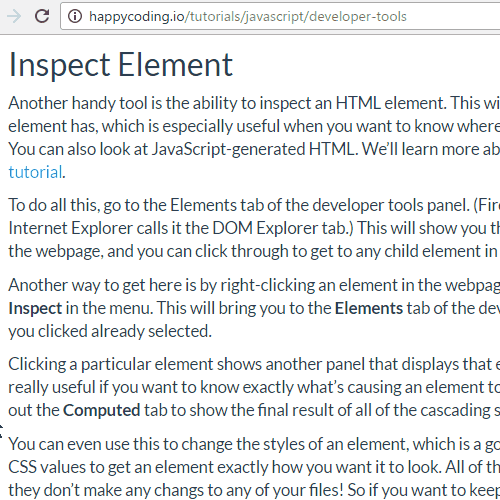 happycoding.io/tutorials/javascript/developer-tools
Inspect Element
Another handy tool is the ability to inspect an HTML element. This wi
element has, which is especially useful when you want to know where
You can also look at JavaScript-generated HTML. We'll learn more ab
tutorial.
To do all this, go to the Elements tab of the developer tools panel. (Fir
Internet Explorer calls it the DOM Explorer tab.) This will show you th
the webpage, and you can click through to get to any child element in
Another way to get here is by right-clicking an element in the webpag
Inspect in the menu. This will bring you to the Elements tab of the dev
you clicked already selected.
Clicking a particular element shows another panel that displays that e
really useful if you want to know exactly what's causing an element to
out the Computed tab to show the final result of all of the cascading s
You can even use this to change the styles of an element, which is a go
CSS values to get an element exactly how you want it to look. All of th
they don't make any changs to any of your files! So if you want to keep